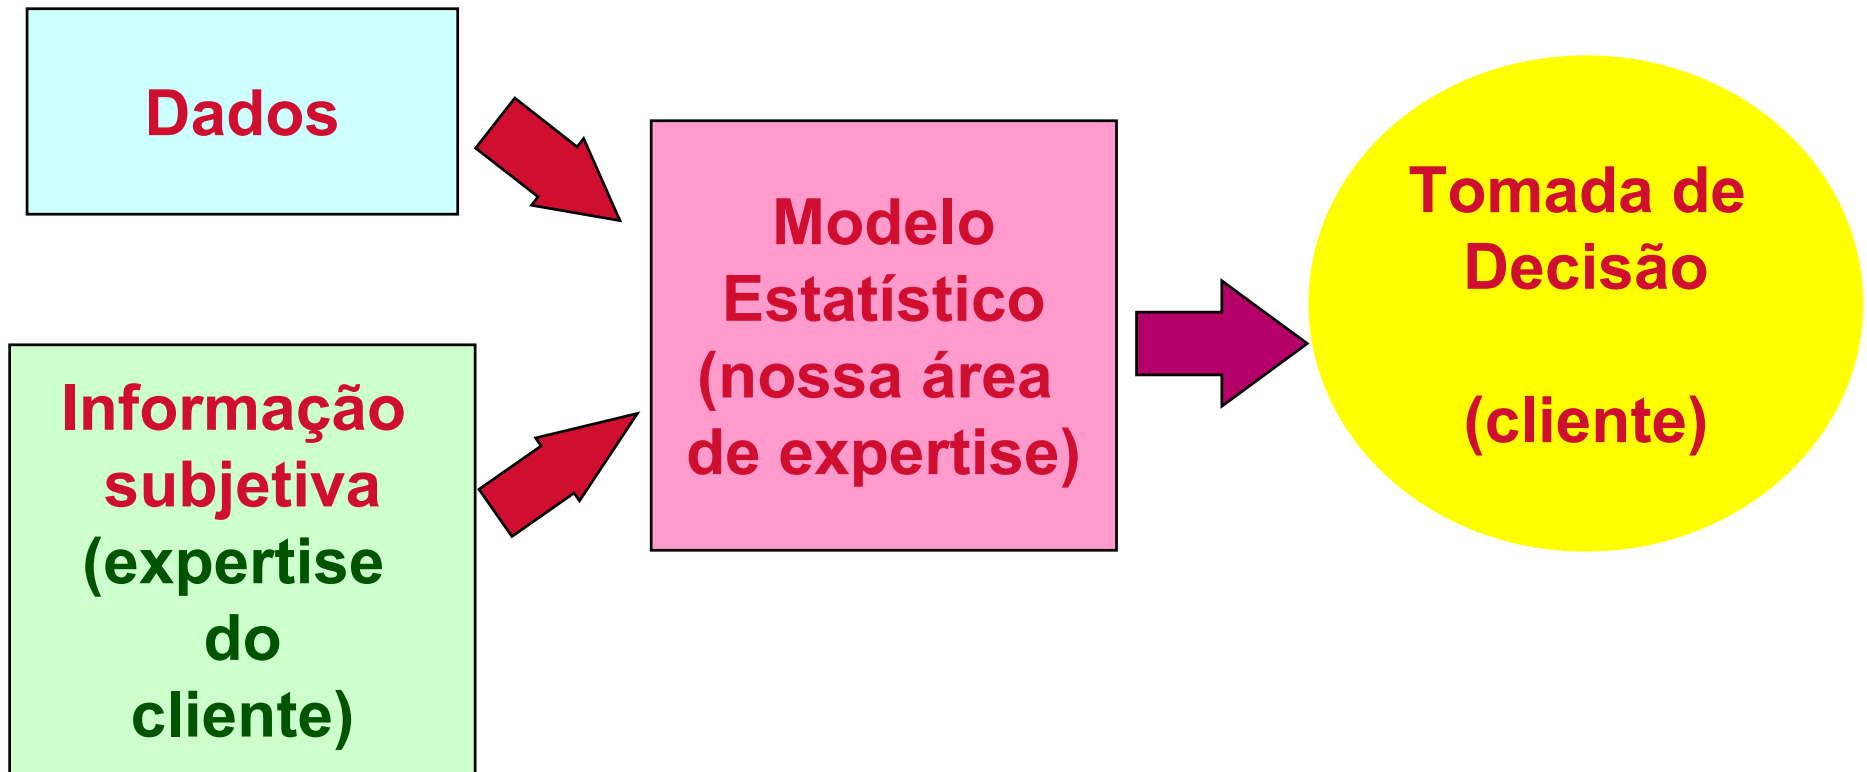 Dados
Informação
subjetiva
(expertise
do
cliente)
Modelo
Estatístico
(nossa área
de expertise)
Tomada de
Decisão
(cliente)